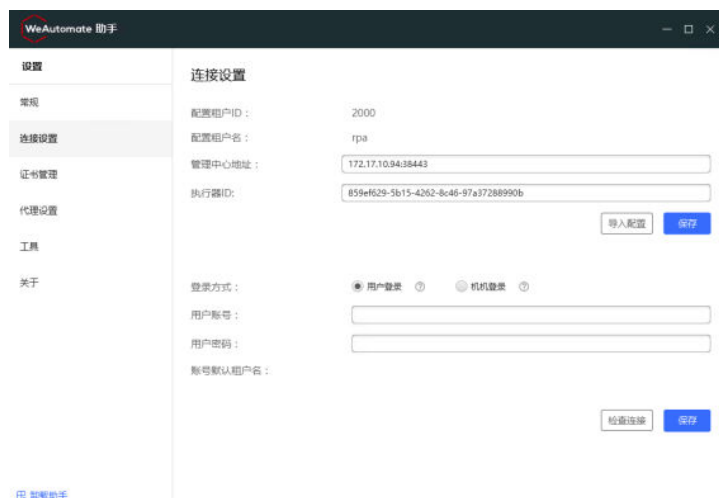 WeAutomate 助手
设置
常规
连接设置
证书管理
代理设置
工具
关于
智能助手
连接设置
配置租户ID：
2000
配置租户名：
rpa
管理中心地址：
172.17.10.94:38443
执行器ID:
859ef629-5b15-4262-8c46-97a37288990b
导入配置
保存
登录方式：
用户登录
机机登录
用户账号：
用户密码：
账号默认租户名：
检查连接
保存